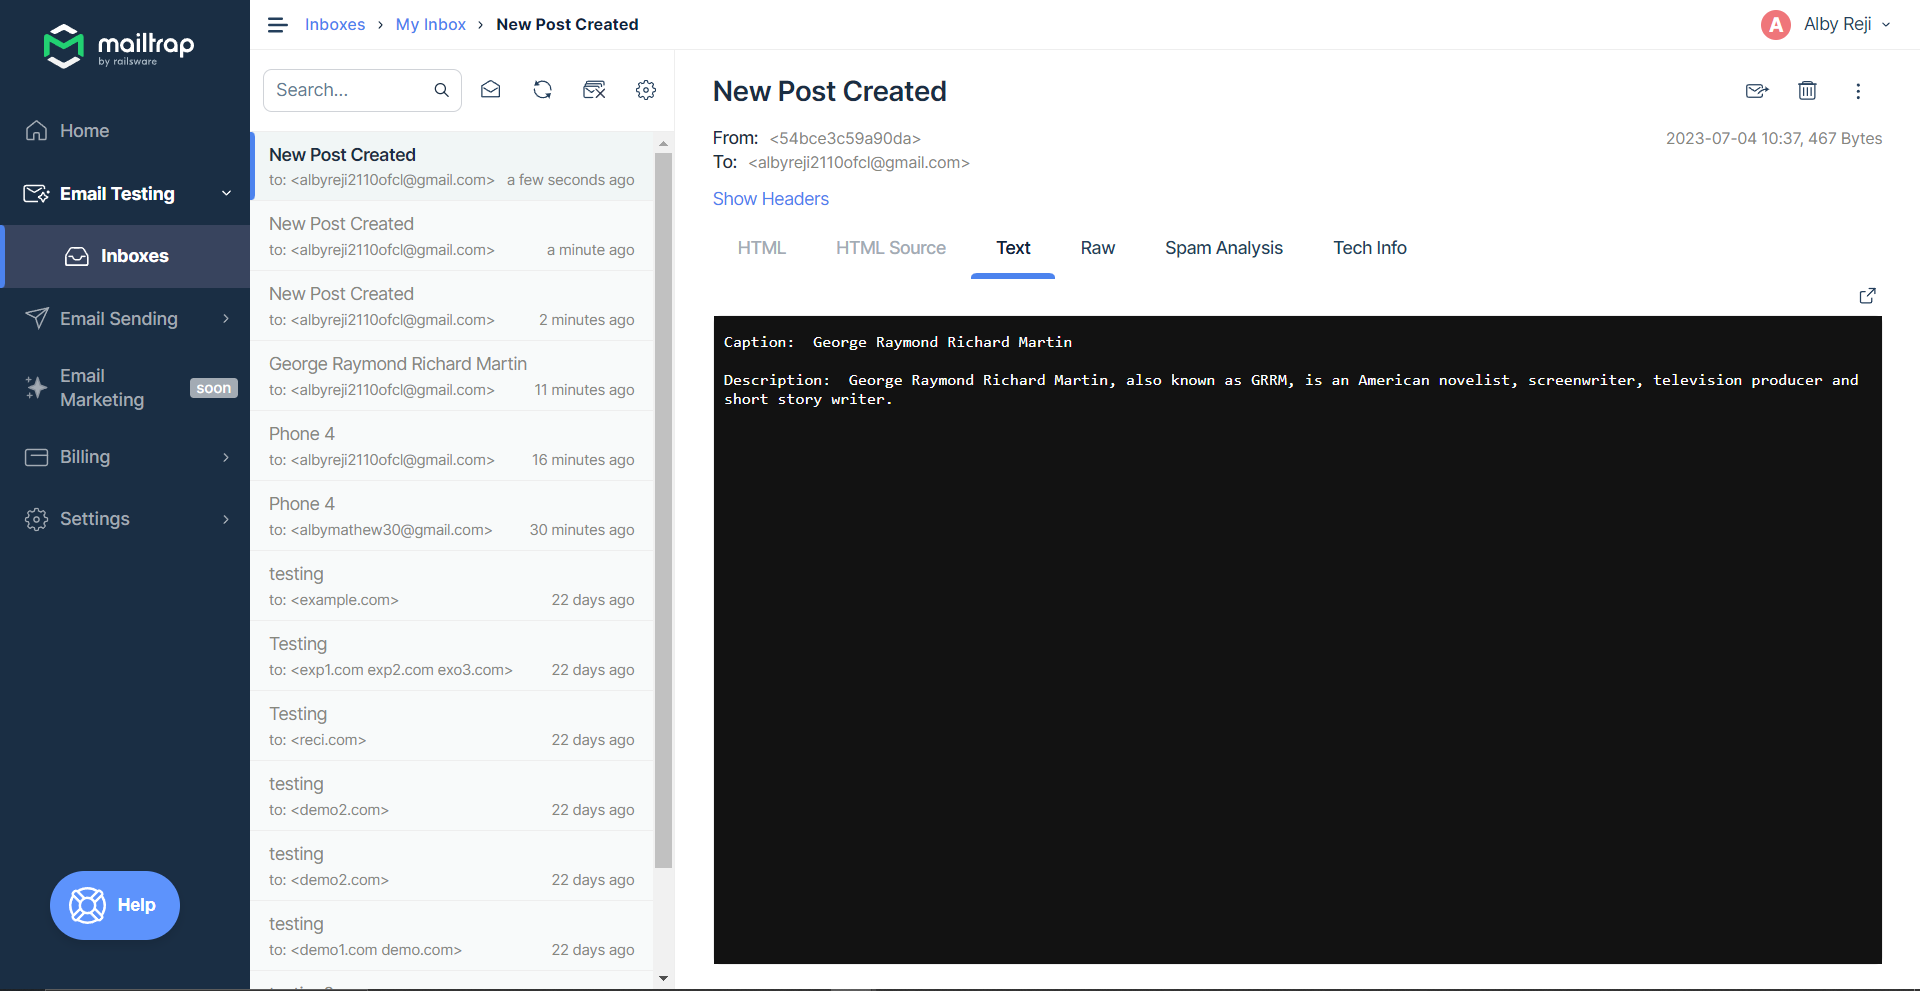 mailtrap
by railsware
Home
Email Testing
Inboxes
Email Sending
Email
Marketing
soon
Billing
Settings
Help
Inboxes › My Inbox › New Post Created
A Alby Reji
Search...
New Post Created
to: <albyreji2110ofcl@gmail.com> a few seconds ago
New Post Created
to: <albyreji2110ofcl@gmail.com> a minute ago
New Post Created
to: <albyreji2110ofcl@gmail.com> 2 minutes ago
George Raymond Richard Martin
to: <albyreji2110ofcl@gmail.com> 11 minutes ago
Phone 4
to: <albyreji2110ofcl@gmail.com> 16 minutes ago
Phone 4
to: <albymathew30@gmail.com> 30 minutes ago
testing
to: <example.com> 22 days ago
Testing
to: <exp1.com exp2.com exo3.com> 22 days ago
Testing
to: <reci.com> 22 days ago
testing
to: <demo2.com> 22 days ago
testing
to: <demo2.com> 22 days ago
testing
to: <demo1.com demo.com> 22 days ago
New Post Created
From: <54bce3c59a90da>
2023-07-04 10:37, 467 Bytes
To: <albyreji2110ofcl@gmail.com>
Show Headers
HTML HTML Source Text Raw Spam Analysis Tech Info
Caption: George Raymond Richard Martin
Description: George Raymond Richard Martin, also known as GRRM, is an American novelist, screenwriter, television producer and
short story writer.